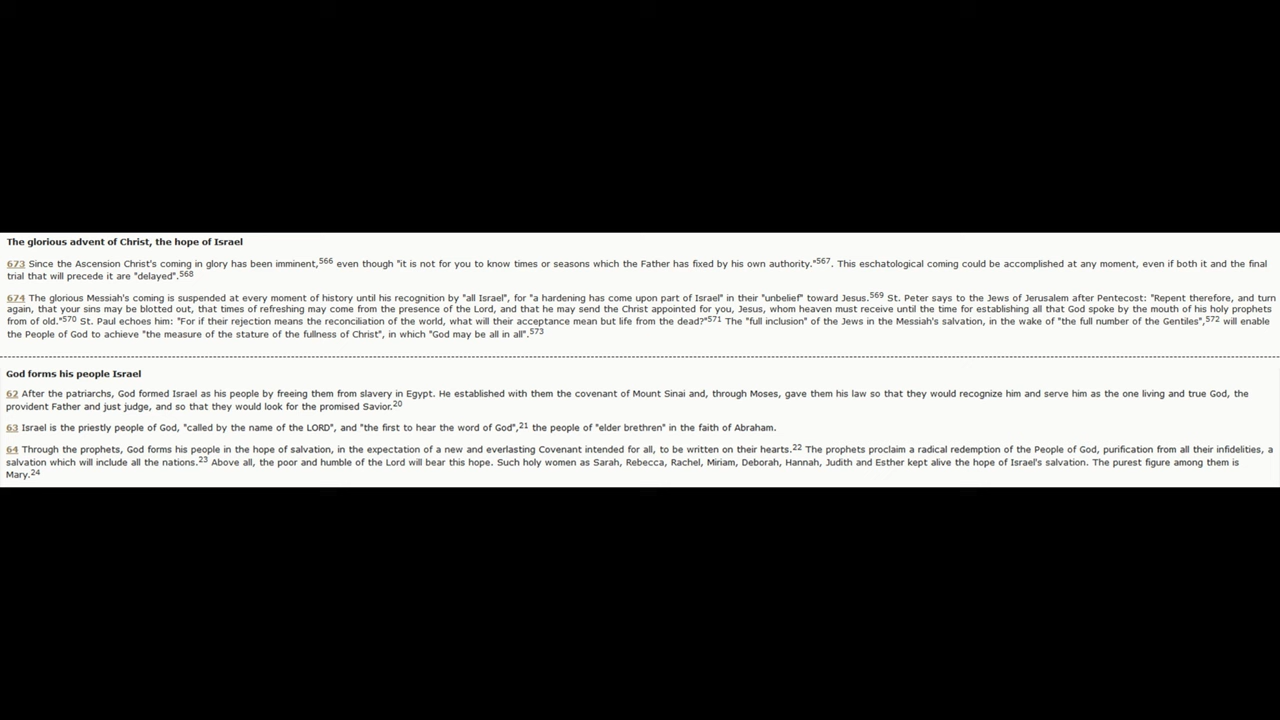 The glorious advent of Christ, the hope of Israel
673 Since the Ascension Christ's coming in glory has been imminent,566 even though "it is not for you to know times or seasons which the Father has fixed by his own authority."567. This eschatological coming could be accomplished at any moment, even if both it and the final
trial that will precede it are "delayed".568
674 The glorious Messiah's coming is suspended at every moment of history until his recognition by "all Israel", for "a hardening has come upon part of Israel" in their "unbelief" toward Jesus.569 St. Peter says to the Jews of Jerusalem after Pentecost: "Repent therefore, and turn
again, that your sins may be blotted out, that times of refreshing may come from the presence of the Lord, and that he may send the Christ appointed for you, Jesus, whom heaven must receive until the time for establishing all that God spoke by the mouth of his holy prophets
from of old."570 St. Paul echoes him: "For if their rejection means the reconciliation of the world, what will their acceptance mean but life from the dead?"571 The "full inclusion" of the Jews in the Messiah's salvation, in the wake of "the full number of the Gentiles",572 will enable
the People of God to achieve "the measure of the stature of the fullness of Christ", in which "God may be all in all".573
God forms his people Israel
62 After the patriarchs, God formed Israel as his people by freeing them from slavery in Egypt. He established with them the covenant of Mount Sinai and, through Moses, gave them his law so that they would recognize him and serve him as the one living and true God, the
provident Father and just judge, and so that they would look for the promised Savior.20
63 Israel is the priestly people of God, "called by the name of the LORD", and "the first to hear the word of God",21 the people of "elder brethren" in the faith of Abraham.
64 Through the prophets, God forms his people in the hope of salvation, in the expectation of a new and everlasting Covenant intended for all, to be written on their hearts.22 The prophets proclaim a radical redemption of the People of God, purification from all their infidelities, a
salvation which will include all the nations.23 Above all, the poor and humble of the Lord will bear this hope. Such holy women as Sarah, Rebecca, Rachel, Miriam, Deborah, Hannah, Judith and Esther kept alive the hope of Israel's salvation. The purest figure among them is
Mary.24